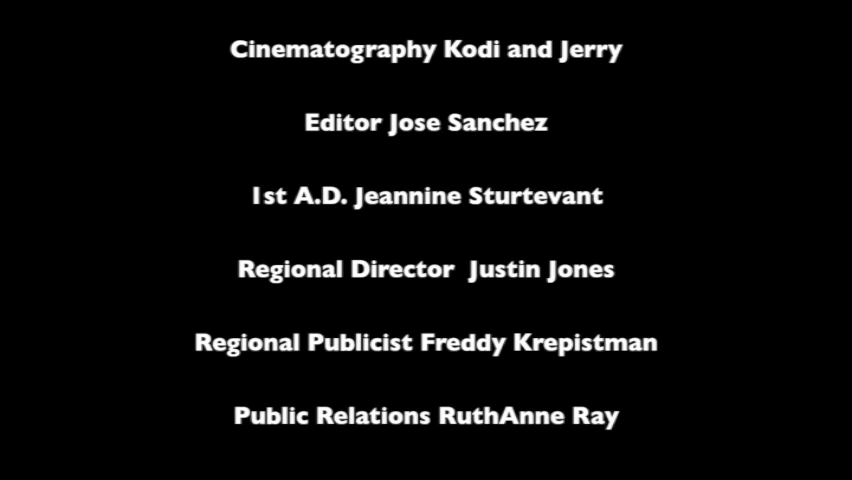 Cinematography Kodi and Jerry
Editor Jose Sanchez
1st A.D. Jeannine Sturtevant
Regional Director  Justin Jones
Regional Publicist Freddy Krepistman
Public Relations RuthAnne Ray